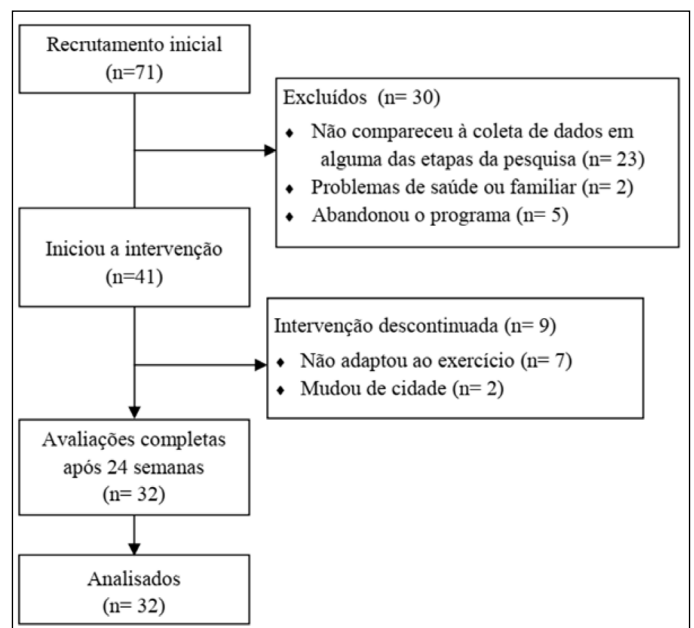 Recrutamento inicial
(n=71)
Excluídos (n= 30)
♦ Não compareceu à coleta de dados em
alguma das etapas da pesquisa (n= 23)
♦ Problemas de saúde ou familiar (n= 2)
♦ Abandonou o programa (n= 5)
Iniciou a intervenção
(n=41)
Intervenção descontinuada (n= 9)
♦ Não adaptou ao exercício (n= 7)
♦ Mudou de cidade (n= 2)
Avaliações completas
após 24 semanas
(n= 32)
Analisados
(n= 32)